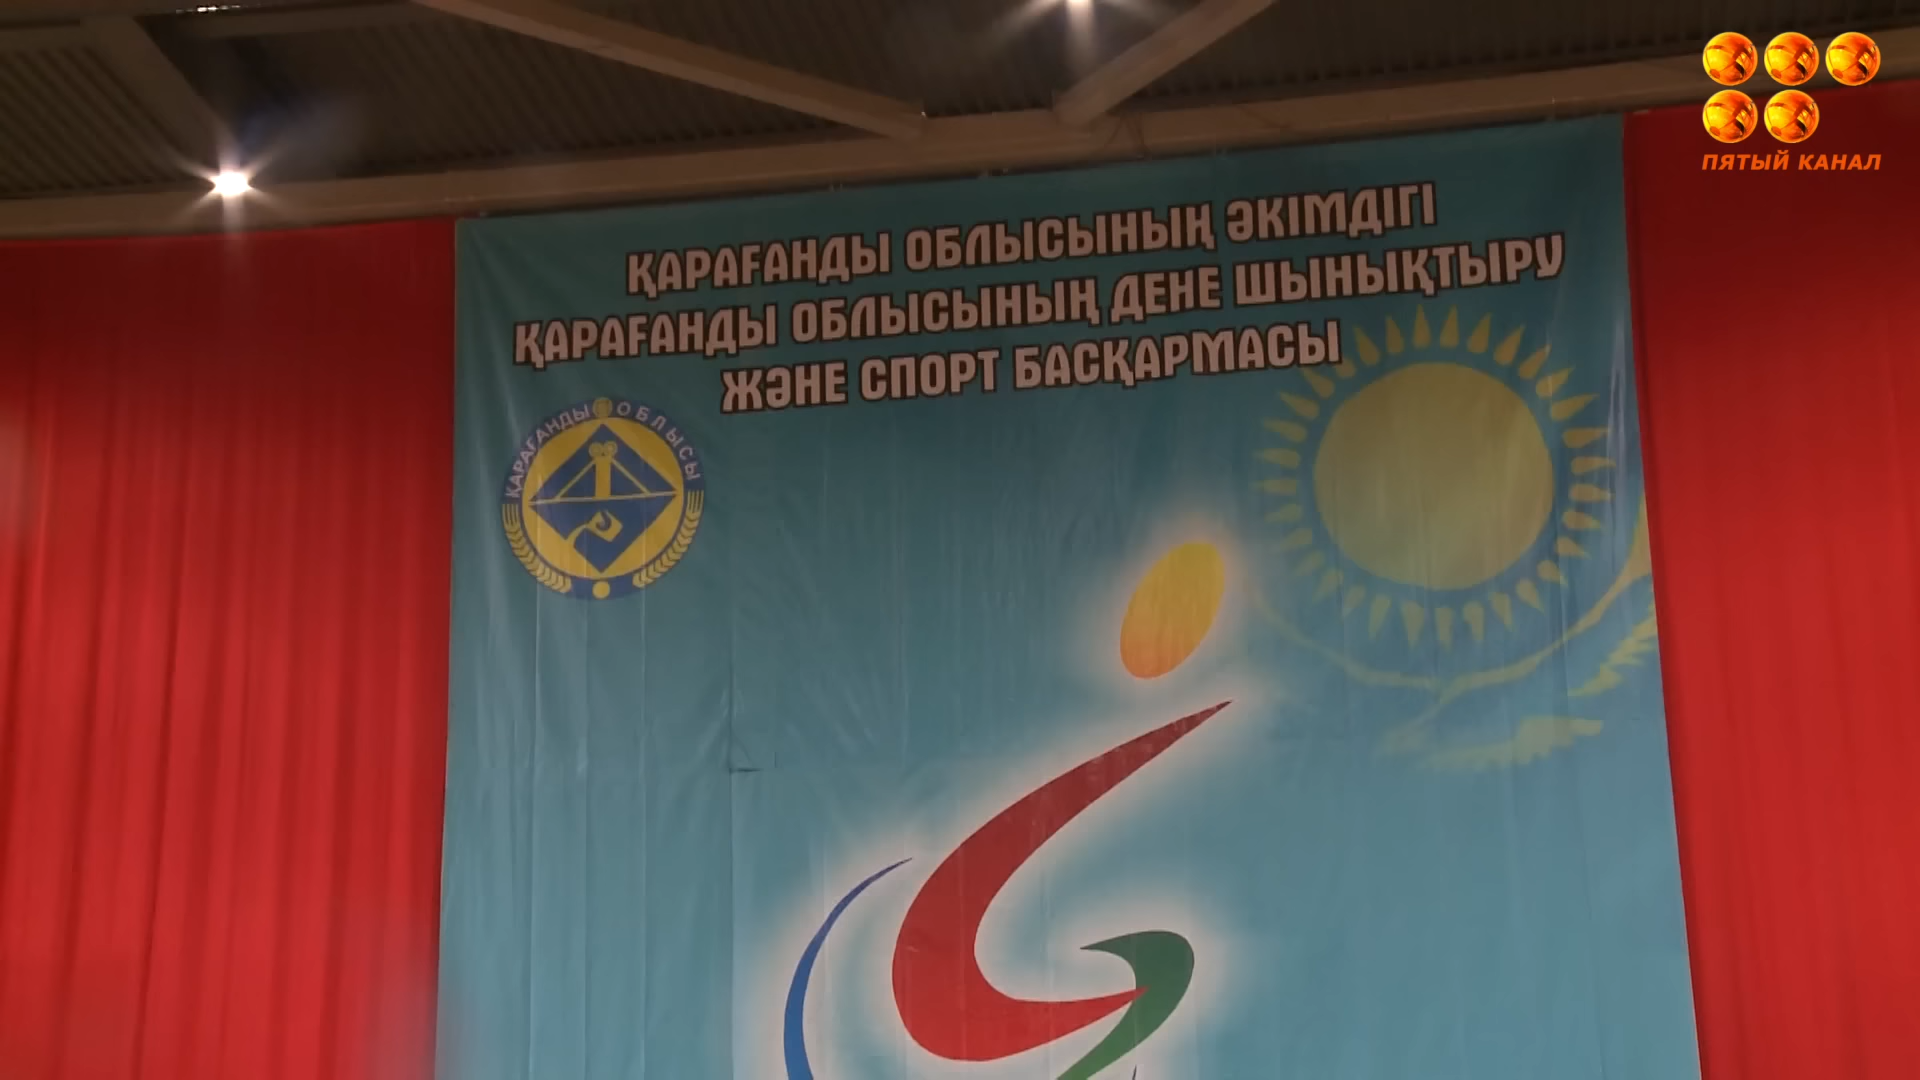 ПЯТЫЙ КАНАЛ
ҚАРАҒАНДЫ ОБЛЫСЫНЫҢ ӘКІМДІГІ
ҚАРАҒАНДЫ ОБЛЫСЫНЫҢ ДЕНЕ ШЫНЫҚТЫРУ
ЖӘНЕ СПОРТ БАСҚАРМАСЫ
ҚАРАҒАНДЫ ОБЛЫСЫ